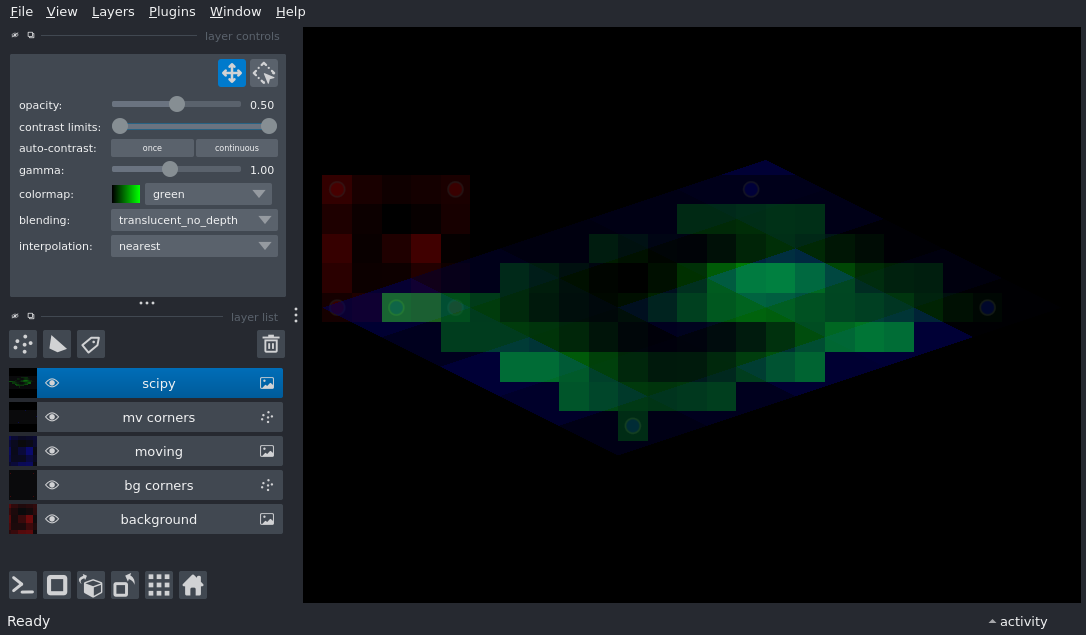 File View Layers Plugins Window Help
layer controls
opacity: 0.50
contrast limits:
auto-contrast: once continuous
gamma: 1.00
colormap: green
blending: translucent_no_depth
interpolation: nearest
layer list
scipy
mv corners
moving
bg corners
background
Ready
activity